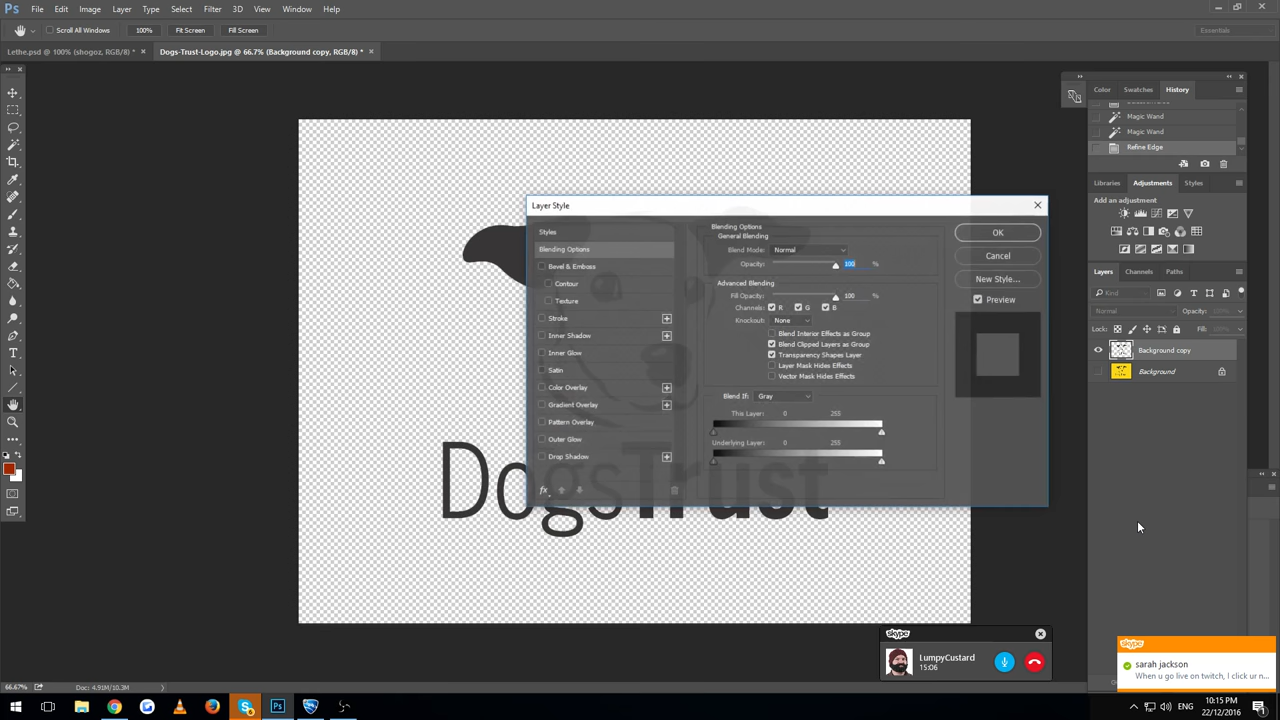 Ps File Edit Image Layer Type Select Filter 3D View Window Help
Scroll All Windows 100% Fit Screen Fill Screen Essentials
Lethe.psd @ 100% (shogoz, RGB/8) * Dogs-Trust-Logo.jpg @ 66.7% (Background copy, RGB/8) *
Color Swatches History
Magic Wand
Magic Wand
Refine Edge
Libraries Adjustments Styles
Add an adjustment
Layers Channels Paths
Kind
Normal Opacity: 100%
Lock: Fill: 100%
Background copy
Background
Layer Style
Styles
Blending Options
Bevel & Emboss
Contour
Texture
Stroke
Inner Shadow
Inner Glow
Satin
Color Overlay
Gradient Overlay
Pattern Overlay
Outer Glow
Drop Shadow
fx
Blending Options
General Blending
Blend Mode: Normal
Opacity: 100 %
Advanced Blending
Fill Opacity: 100 %
Channels: R G B
Knockout: None
Blend Interior Effects as Group
Blend Clipped Layers as Group
Transparency Shapes Layer
Layer Mask Hides Effects
Vector Mask Hides Effects
Blend If: Gray
This Layer: 0 255
Underlying Layer: 0 255
OK
Cancel
New Style...
Preview
DogsTrust
skype
LumpyCustard
15:06
skype
sarah jackson
When u go live on twitch, I click ur n...
66.67% Doc: 4.91M/10.3M
ENG 10:15 PM
22/12/2016